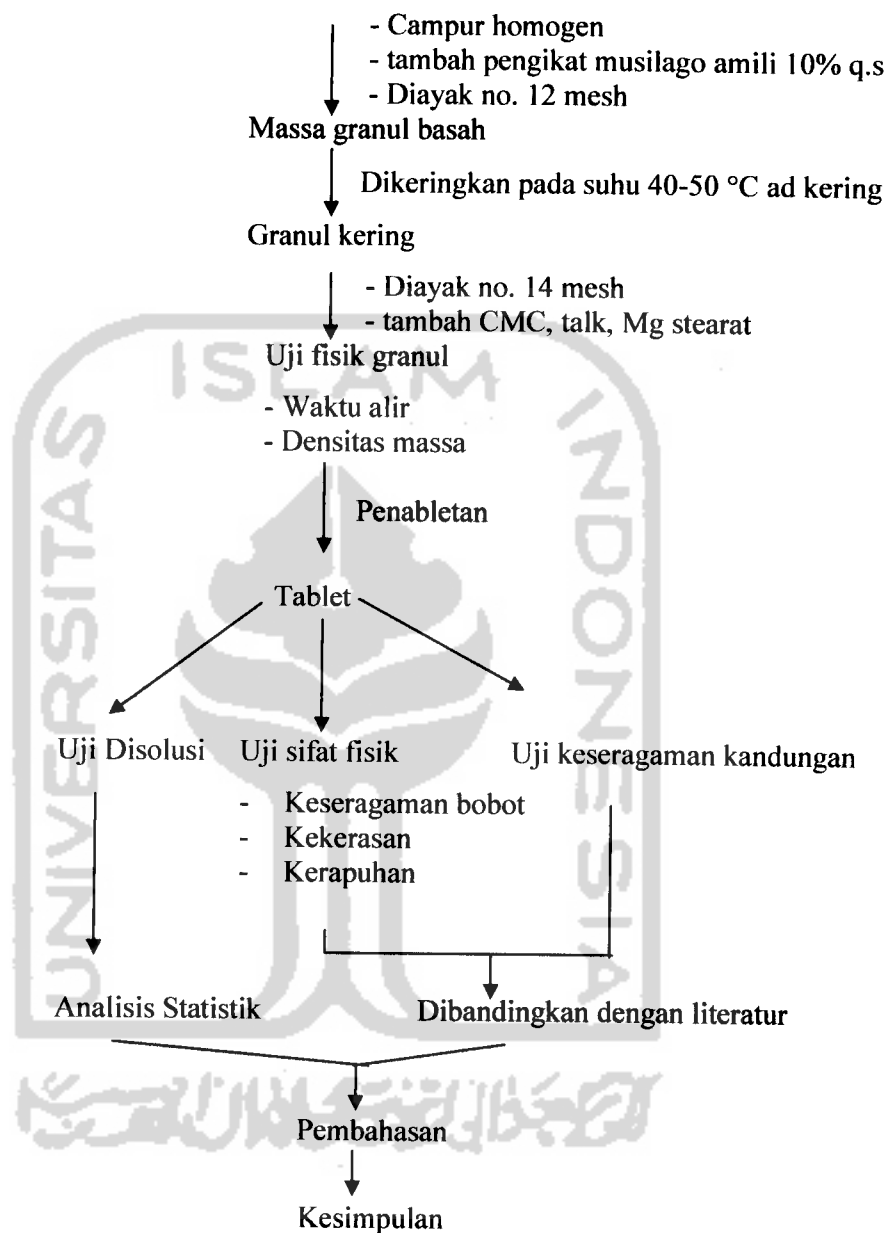 - Campur homogen
- tambah pengikat musilago amili 10% q.s
- Diayak no. 12 mesh
Massa granul basah
Dikeringkan pada suhu 40-50 °C ad kering
Granul kering
- Diayak no. 14 mesh
- tambah CMC, talk, Mg stearat
Uji fisik granul
- Waktu alir
- Densitas massa
Penabletan
Tablet
Uji Disolusi Uji sifat fisik Uji keseragaman kandungan
- Keseragaman bobot
- Kekerasan
- Kerapuhan
Analisis Statistik Dibandingkan dengan literatur
Pembahasan
Kesimpulan
UNIVERSITAS
ISLAM
INDONESIA